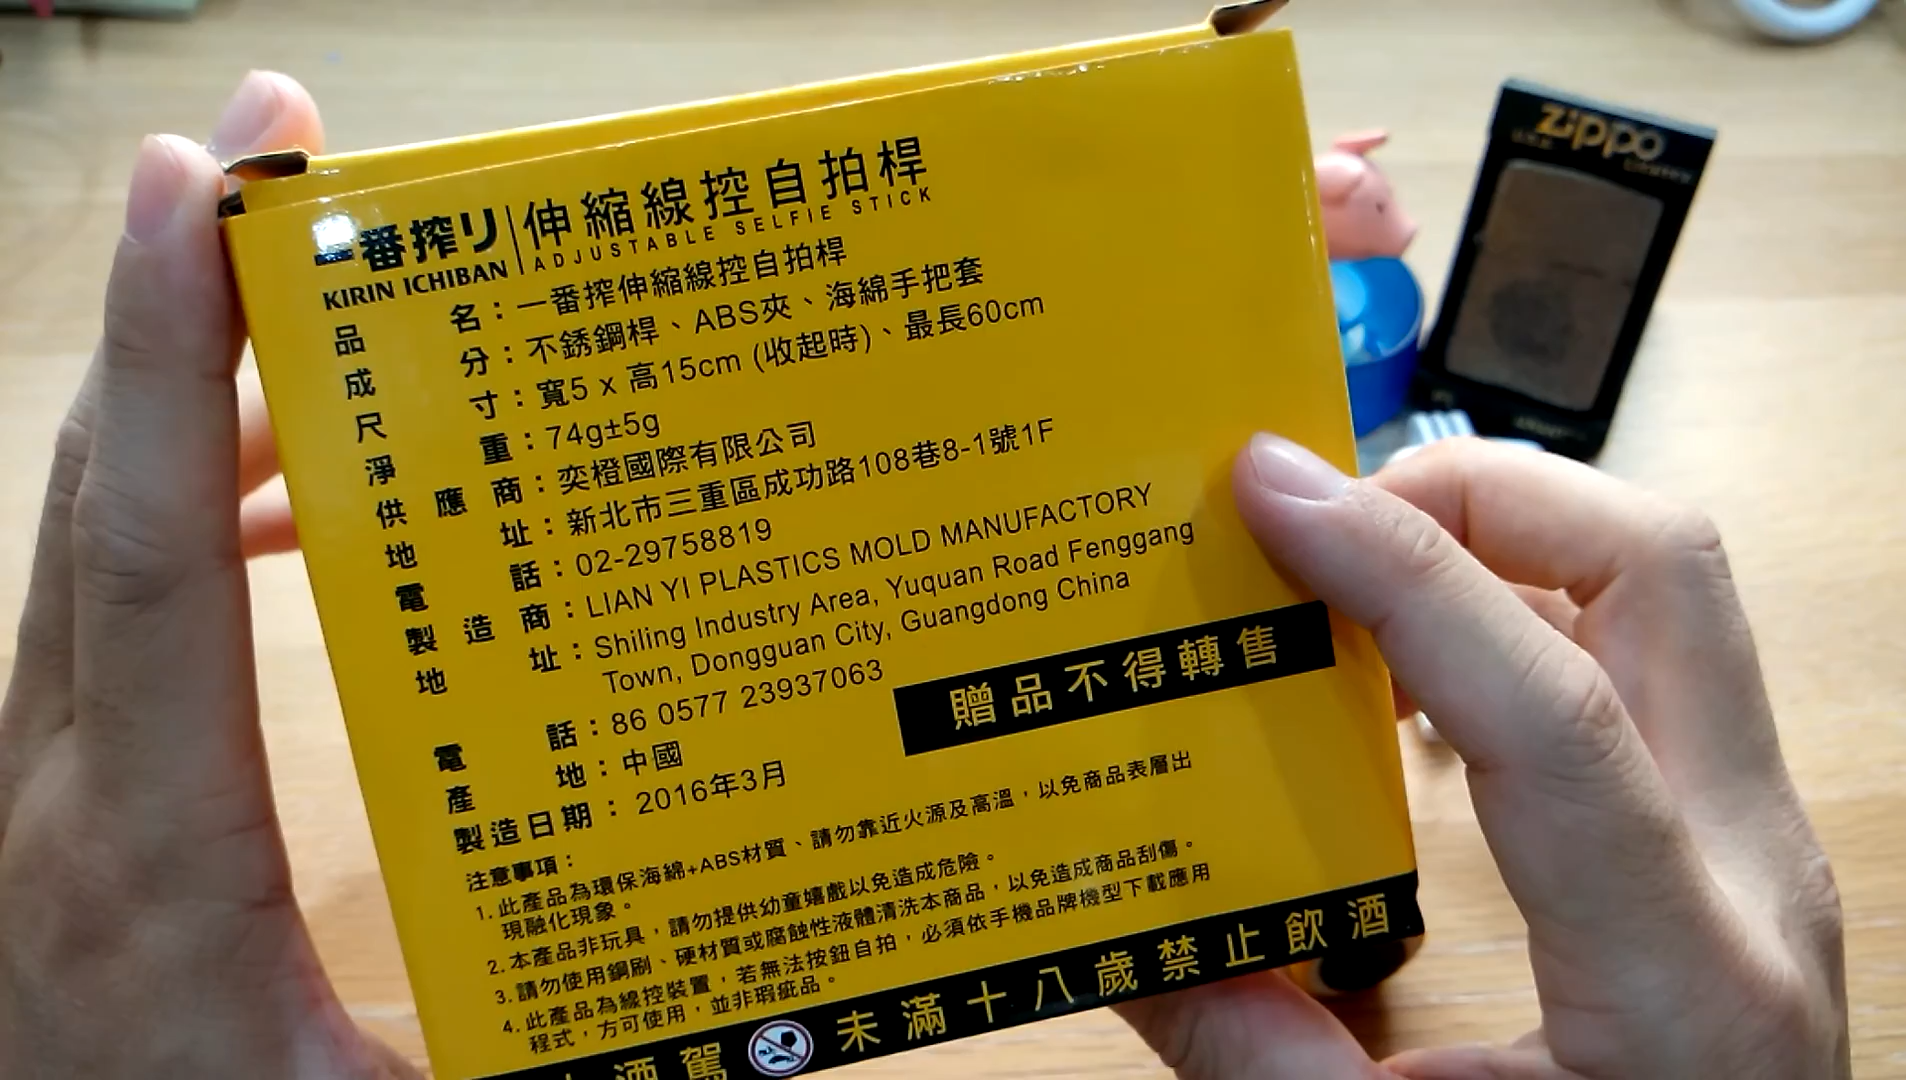 一番搾り
KIRIN ICHIBAN
伸縮線控自拍桿
ADJUSTABLE SELFIE STICK
品名：一番搾伸縮線控自拍桿
成分：不銹鋼桿、ABS夾、海綿手把套
尺寸：寬5 x 高15cm (收起時)、最長60cm
淨重：74g±5g
供應商：奕橙國際有限公司
地址：新北市三重區成功路108巷8-1號1F
電話：02-29758819
製造商：LIAN YI PLASTICS MOLD MANUFACTORY
地址：Shiling Industry Area, Yuquan Road Fenggang
Town, Dongguan City, Guangdong China
電話：86 0577 23937063
產地：中國
製造日期：2016年3月
贈品不得轉售
注意事項：
1. 此產品為環保海綿+ABS材質、請勿靠近火源及高溫，以免商品表層出
現融化現象。
2. 本產品非玩具，請勿提供幼童嬉戲以免造成危險。
3. 請勿使用鋼刷、硬材質或腐蝕性液體清洗本商品，以免造成商品刮傷。
4. 此產品為線控裝置，若無法按鈕自拍，必須依手機品牌機型下載應用
程式，方可使用，並非瑕疵品。
酒駕 未滿十八歲禁止飲酒
zippo